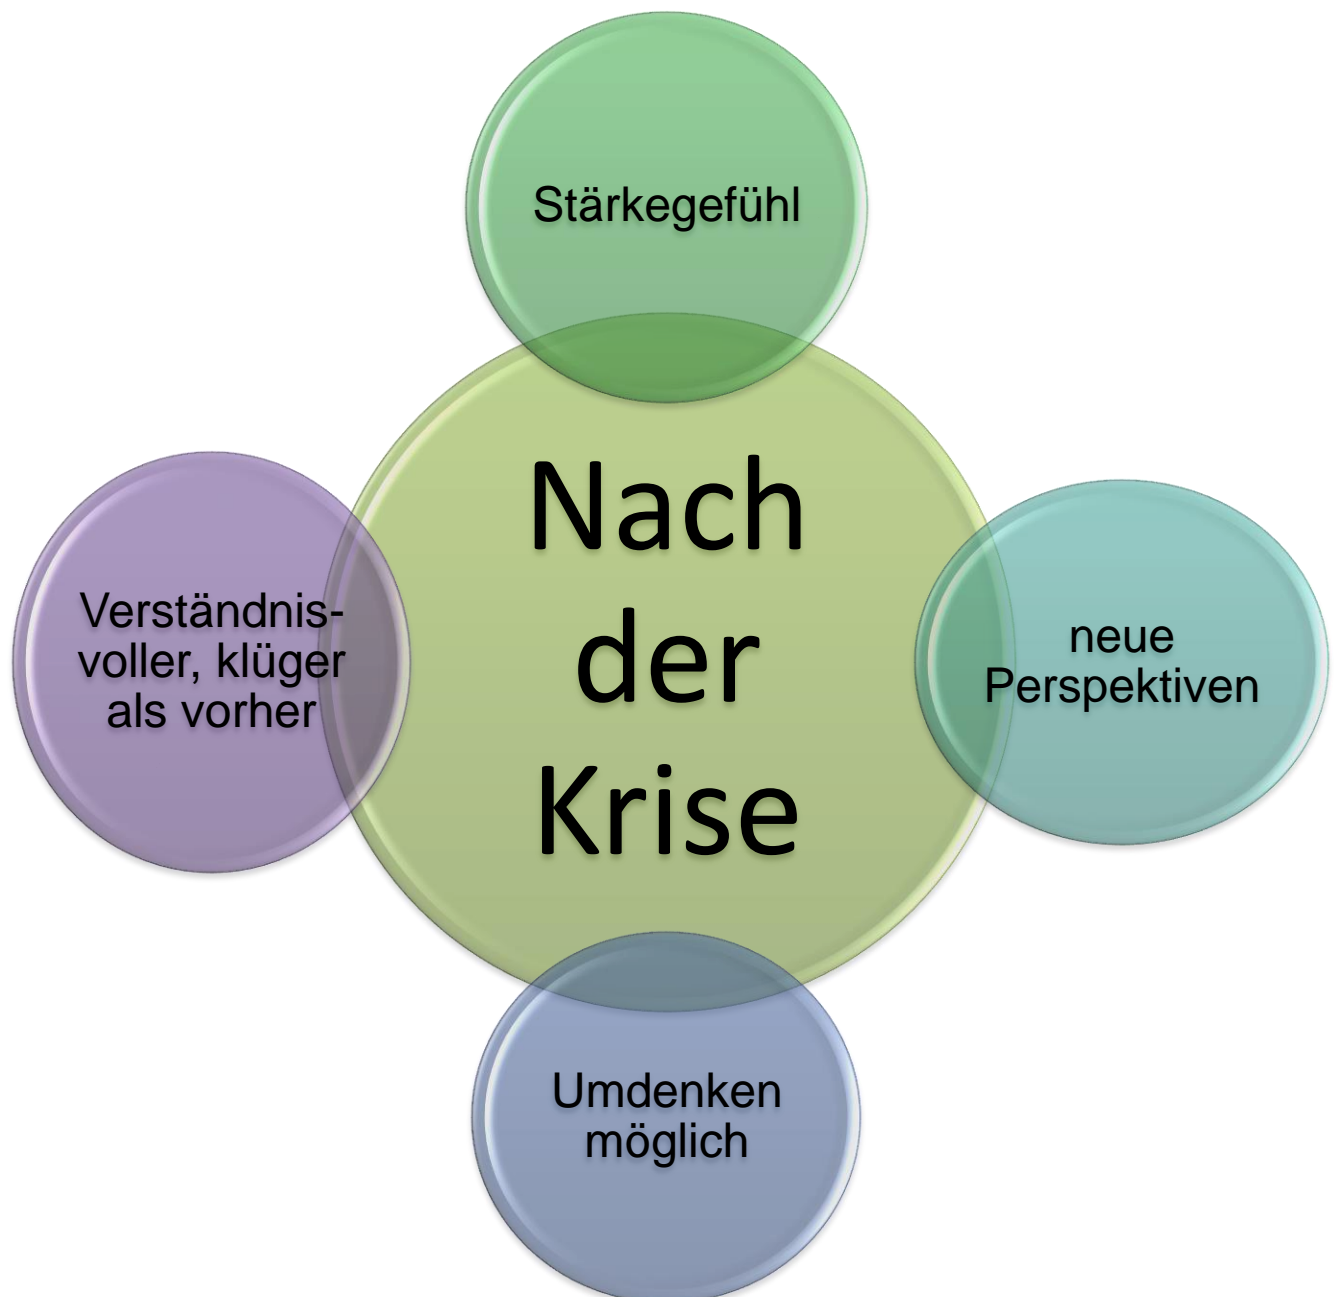 Stärkegefühl
Nach
der
Krise
Verständnis-
voller, klüger
als vorher
neue
Perspektiven
Umdenken
möglich